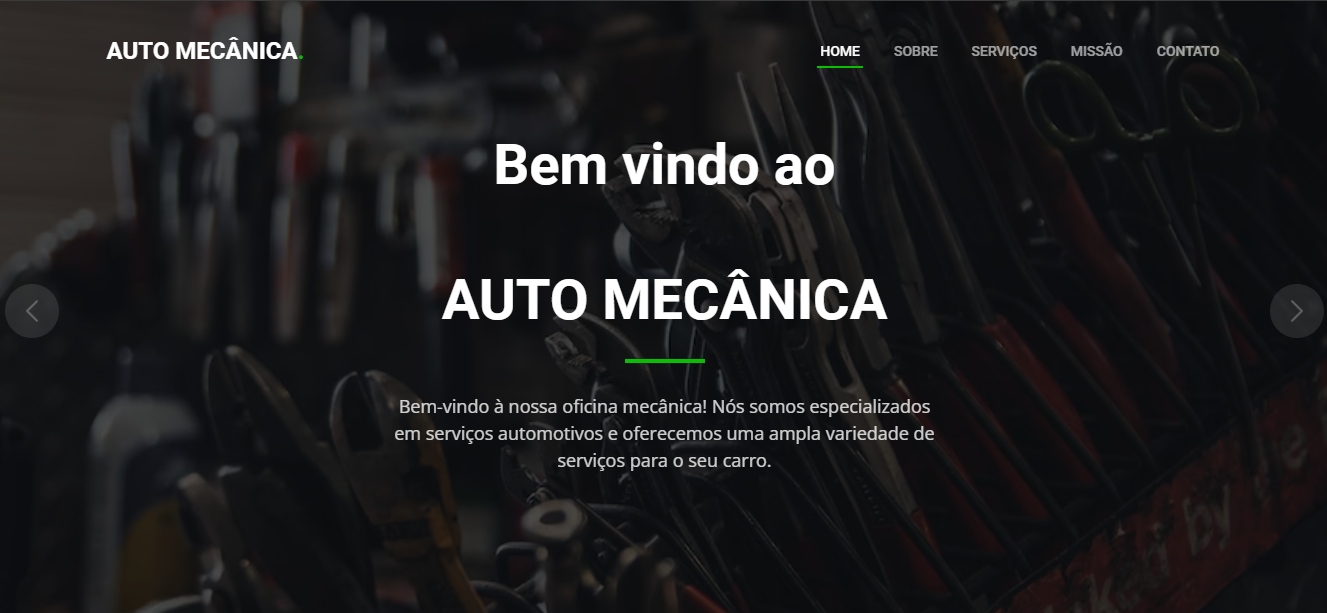 AUTO MECÂNICA.
HOME SOBRE SERVIÇOS MISSÃO CONTATO
Bem vindo ao
AUTO MECÂNICA
Bem-vindo à nossa oficina mecânica! Nós somos especializados
em serviços automotivos e oferecemos uma ampla variedade de
serviços para o seu carro.
by